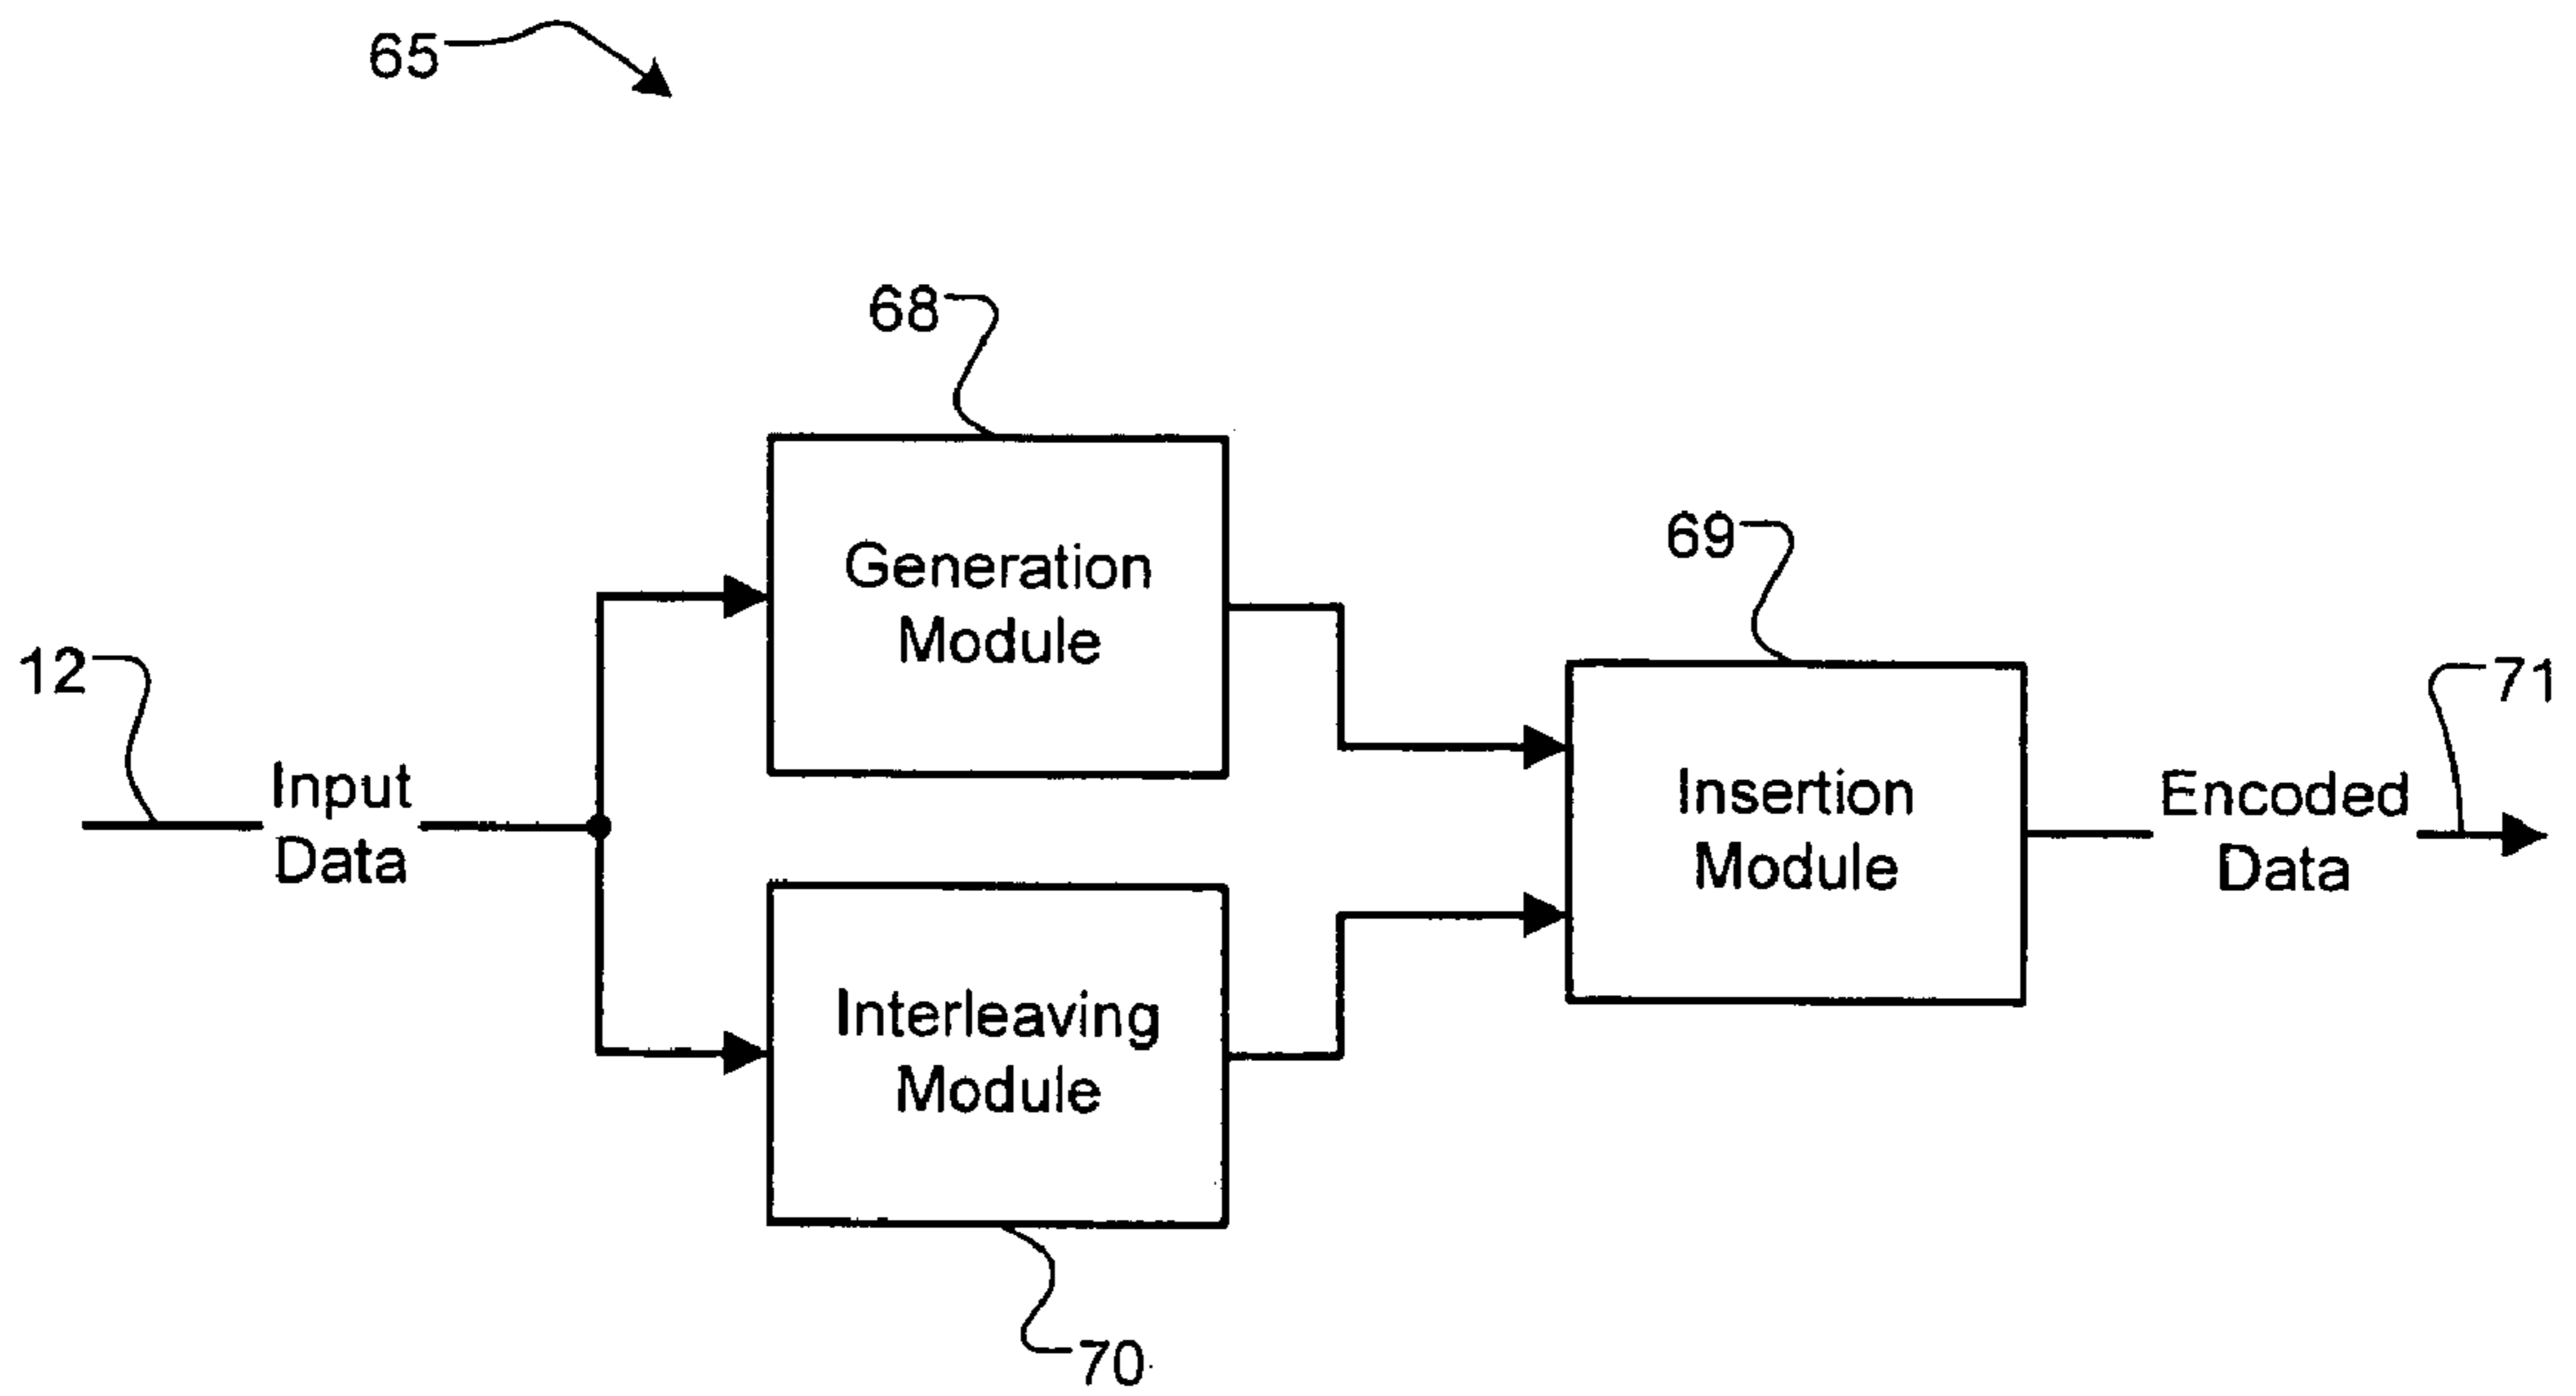 65
68
Generation
Module
69
12
Input
Data
Insertion
Module
71
Encoded
Data
Interleaving
Module
70